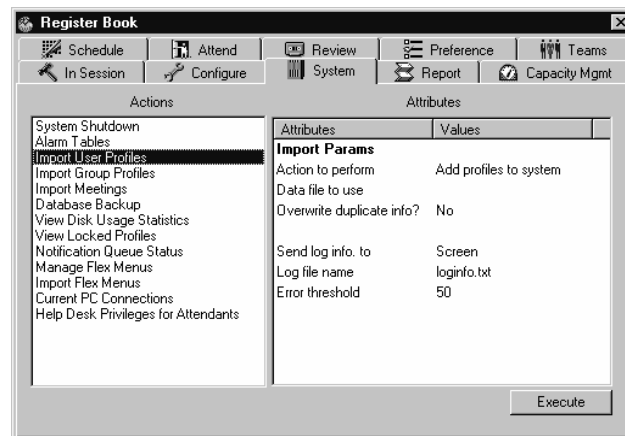 Register Book
Schedule Attend Review Preference Teams
In Session Configure System Report Capacity Mgmt
Actions
System Shutdown
Alarm Tables
Import User Profiles
Import Group Profiles
Import Meetings
Database Backup
View Disk Usage Statistics
View Locked Profiles
Notification Queue Status
Manage Flex Menus
Import Flex Menus
Current PC Connections
Help Desk Privileges for Attendants
Attributes
Attributes Values
Import Params
Action to perform Add profiles to system
Data file to use
Overwrite duplicate info? No
Send log info. to Screen
Log file name loginfo.txt
Error threshold 50
Execute